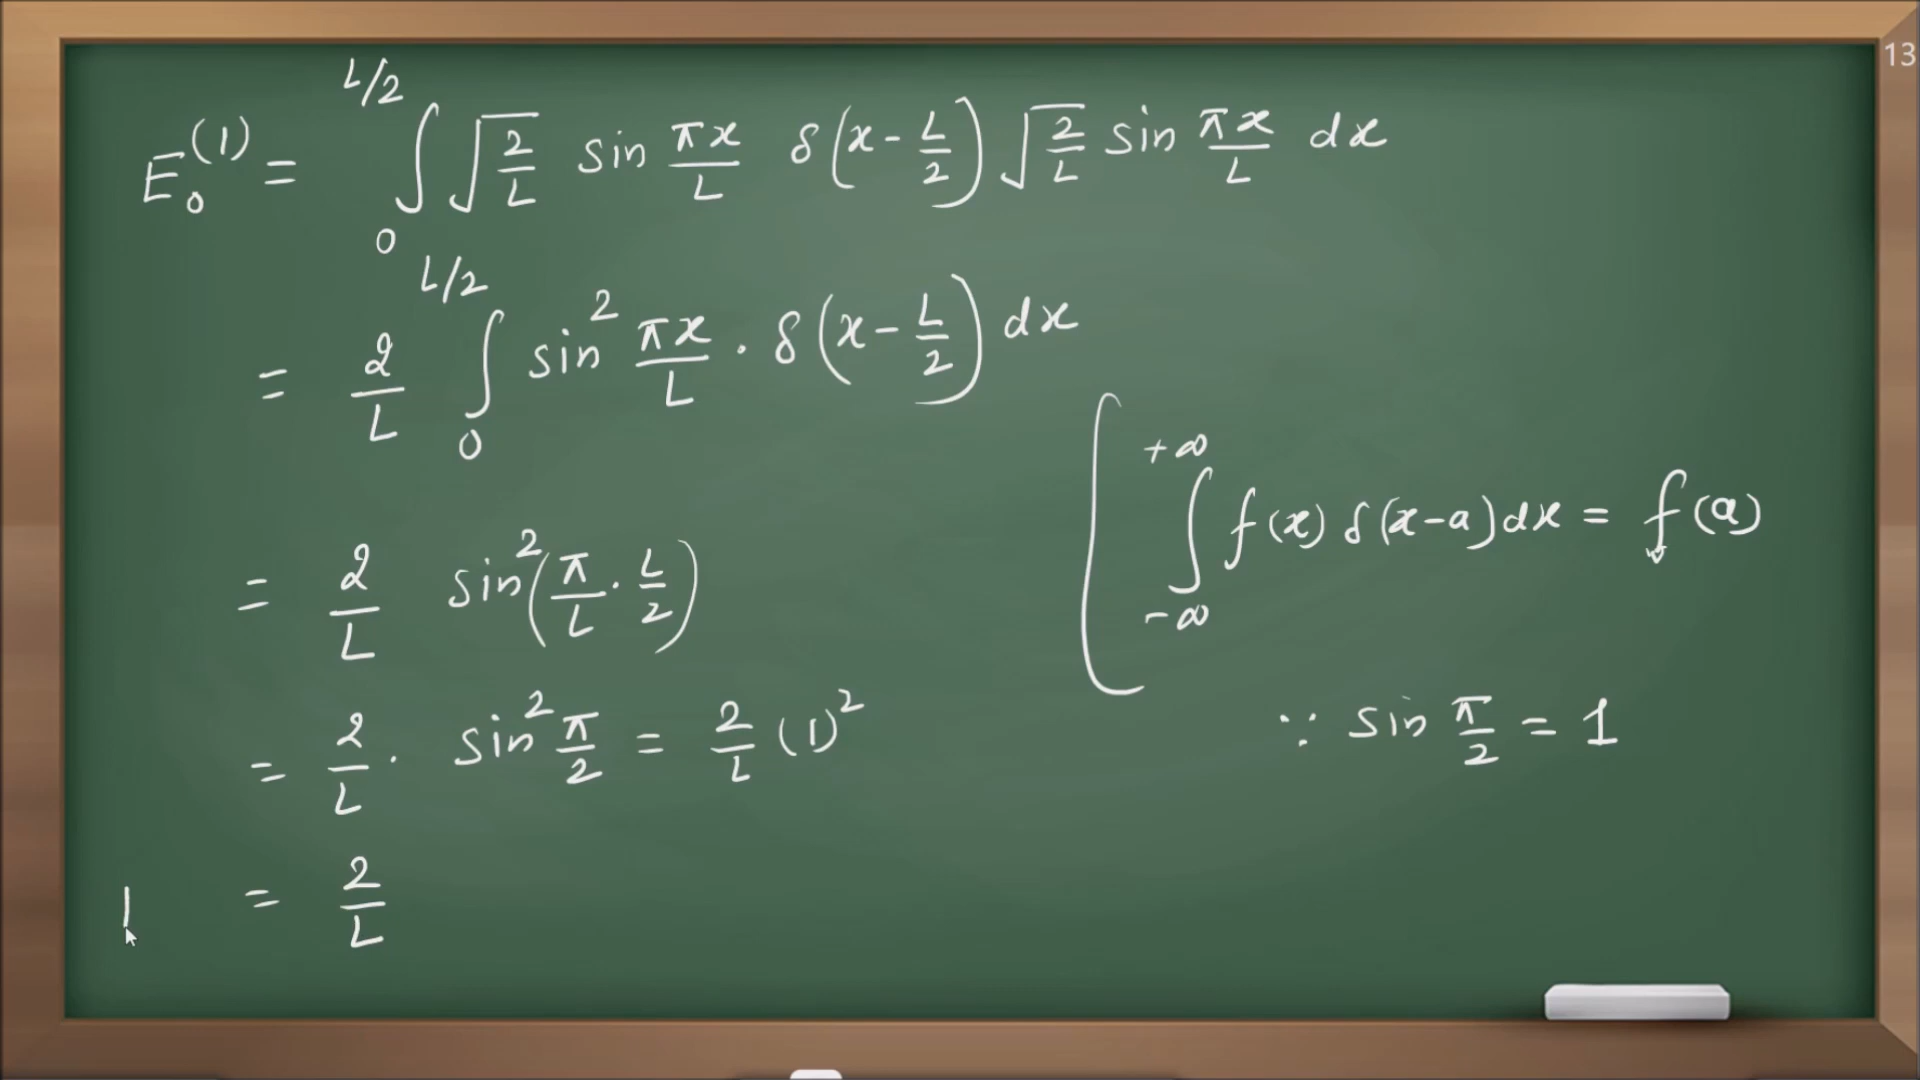 13
E₀⁽¹⁾ = ∫₀^{L/2} √(2/L) sin πx/L δ(x - L/2) √(2/L) sin πx/L dx
= 2/L ∫₀^{L/2} sin² πx/L . δ(x - L/2) dx
[ ∫_{-∞}^{+∞} f(x) δ(x-a) dx = f(a)
= 2/L sin²(π/L . L/2)
= 2/L . sin² π/2 = 2/L (1)²
∵ sin π/2 = 1
= 2/L